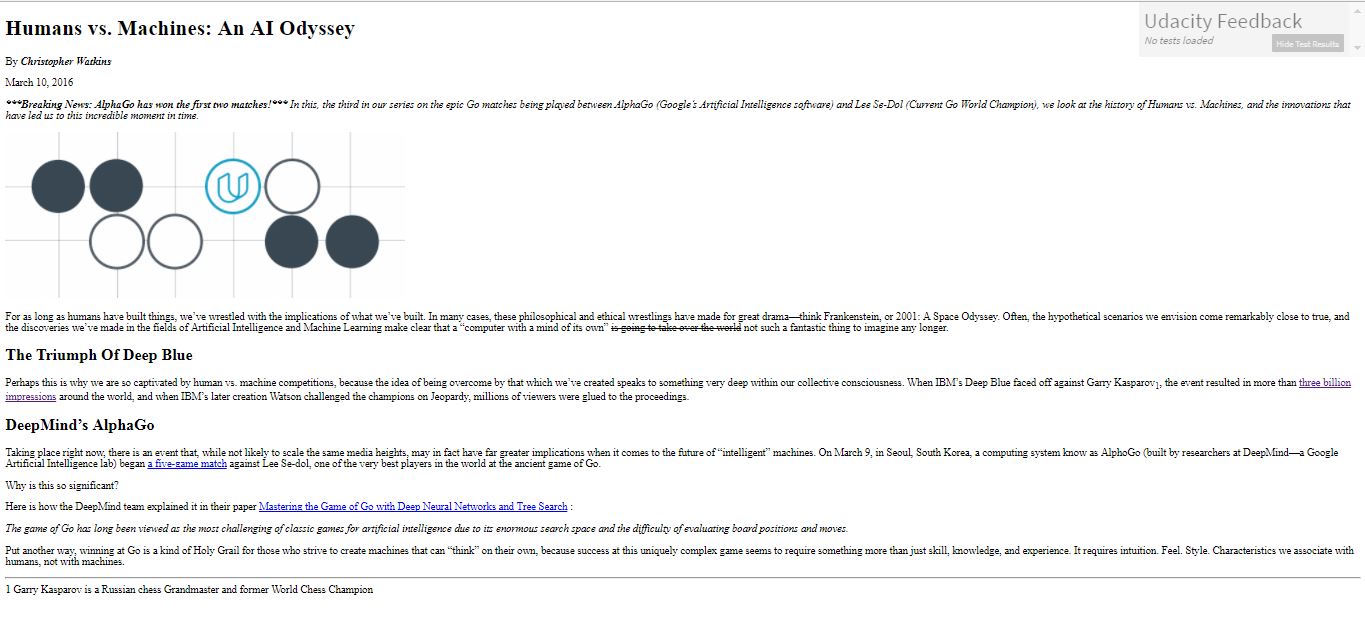 Humans vs. Machines: An AI Odyssey
Udacity Feedback
No tests loaded
Hide Test Results
By Christopher Watkins
March 10, 2016
***Breaking News: AlphaGo has won the first two matches!*** In this, the third in our series on the epic Go matches being played between AlphaGo (Google's Artificial Intelligence software) and Lee Se-Dol (Current Go World Champion), we look at the history of Humans vs. Machines, and the innovations that
have led us to this incredible moment in time.
For as long as humans have built things, we've wrestled with the implications of what we've built. In many cases, these philosophical and ethical wrestlings have made for great drama—think Frankenstein, or 2001: A Space Odyssey. Often, the hypothetical scenarios we envision come remarkably close to true, and
the discoveries we've made in the fields of Artificial Intelligence and Machine Learning make clear that a “computer with a mind of its own” is going to take over the world not such a fantastic thing to imagine any longer.
The Triumph Of Deep Blue
Perhaps this is why we are so captivated by human vs. machine competitions, because the idea of being overcome by that which we've created speaks to something very deep within our collective consciousness. When IBM's Deep Blue faced off against Garry Kasparov1, the event resulted in more than three billion
impressions around the world, and when IBM's later creation Watson challenged the champions on Jeopardy, millions of viewers were glued to the proceedings.
DeepMind's AlphaGo
Taking place right now, there is an event that, while not likely to scale the same media heights, may in fact have far greater implications when it comes to the future of “intelligent” machines. On March 9, in Seoul, South Korea, a computing system know as AlphoGo (built by researchers at DeepMind—a Google
Artificial Intelligence lab) began a five-game match against Lee Se-dol, one of the very best players in the world at the ancient game of Go.
Why is this so significant?
Here is how the DeepMind team explained it in their paper Mastering the Game of Go with Deep Neural Networks and Tree Search :
The game of Go has long been viewed as the most challenging of classic games for artificial intelligence due to its enormous search space and the difficulty of evaluating board positions and moves.
Put another way, winning at Go is a kind of Holy Grail for those who strive to create machines that can “think” on their own, because success at this uniquely complex game seems to require something more than just skill, knowledge, and experience. It requires intuition. Feel. Style. Characteristics we associate with
humans, not with machines.
1 Garry Kasparov is a Russian chess Grandmaster and former World Chess Champion